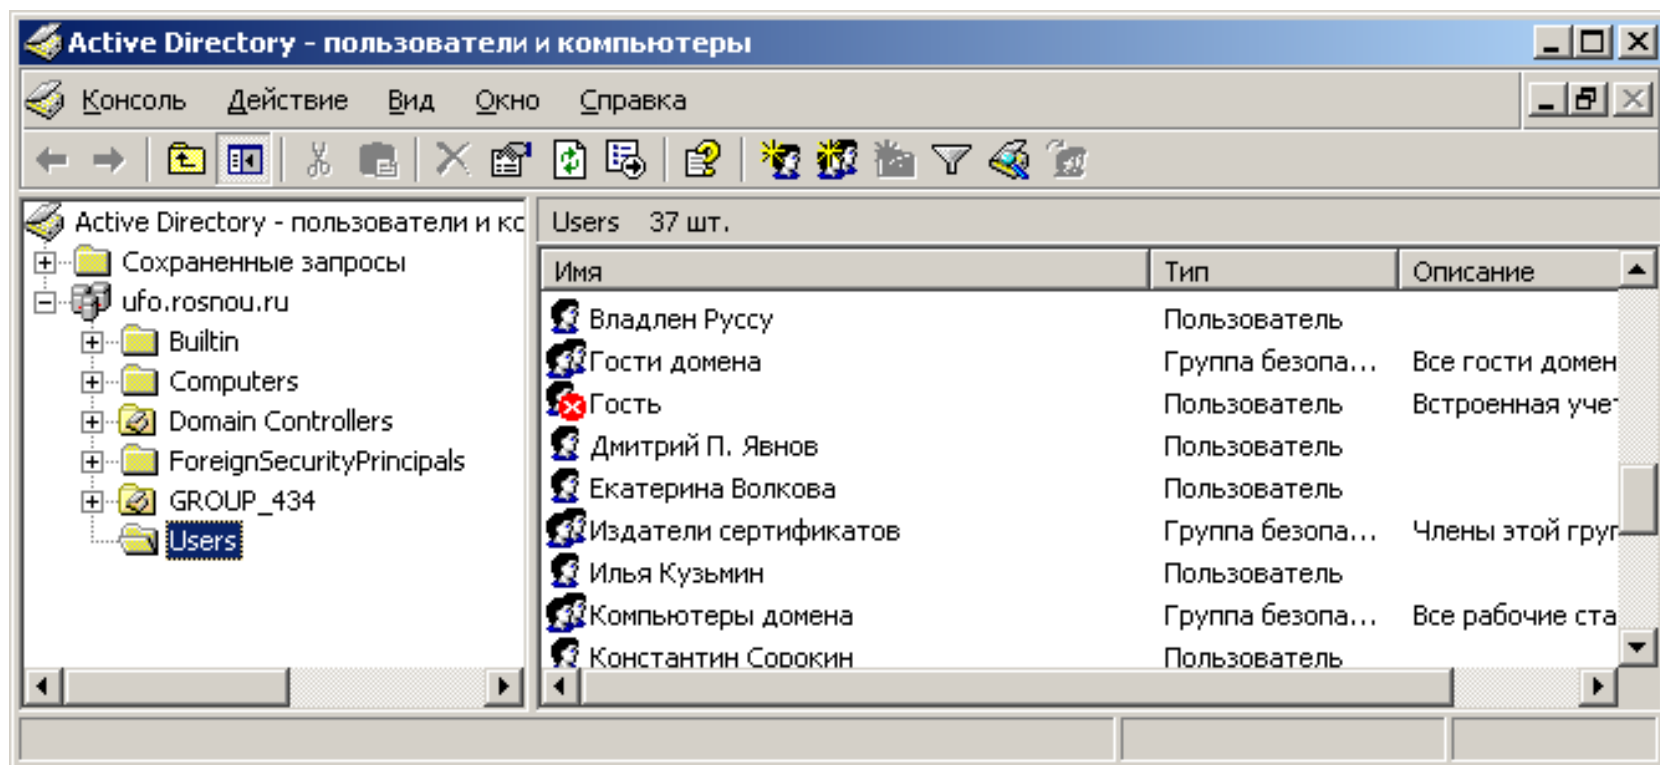 Active Directory - пользователи и компьютеры
Консоль Действие Вид Окно Справка
Active Directory - пользователи и кс
Сохраненные запросы
ufo.rosnou.ru
Builtin
Computers
Domain Controllers
ForeignSecurityPrincipals
GROUP_434
Users
Users 37 шт.
Имя Тип Описание
Владлен Руссу Пользователь
Гости домена Группа безопа... Все гости домен
Гость Пользователь Встроенная учет
Дмитрий П. Явнов Пользователь
Екатерина Волкова Пользователь
Издатели сертификатов Группа безопа... Члены этой груп
Илья Кузьмин Пользователь
Компьютеры домена Группа безопа... Все рабочие ста
Константин Сорокин Пользователь